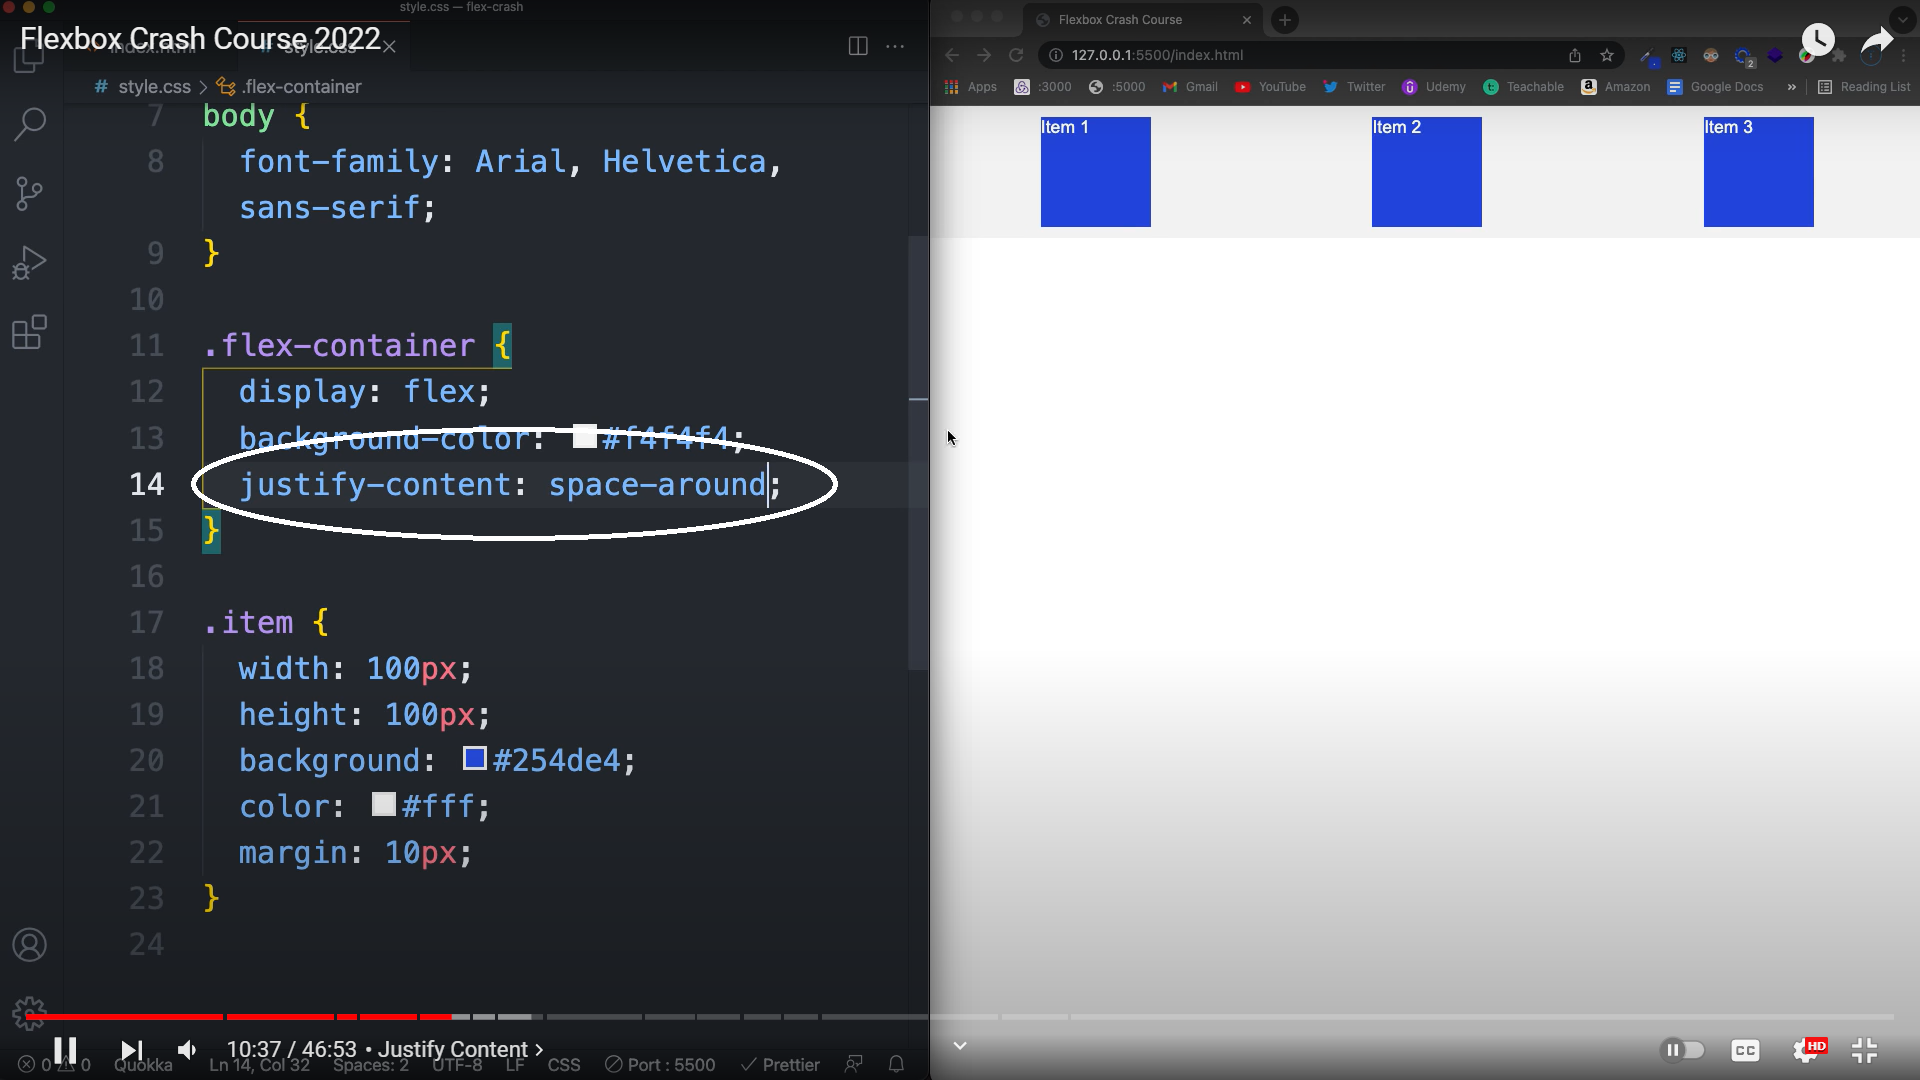 style.css — flex-crash
Flexbox Crash Course 2022
index.html
style.css
# style.css > .flex-container
7 body {
8 font-family: Arial, Helvetica,
sans-serif;
9 }
10
11 .flex-container {
12 display: flex;
13 background-color: #f4f4f4;
14 justify-content: space-around;
15 }
16
17 .item {
18 width: 100px;
19 height: 100px;
20 background: #254de4;
21 color: #fff;
22 margin: 10px;
23 }
24
Flexbox Crash Course
127.0.0.1:5500/index.html
2
Apps :3000 :5000 Gmail YouTube Twitter Udemy Teachable Amazon Google Docs » Reading List
Item 1 Item 2 Item 3
10:37 / 46:53 • Justify Content >
CC HD
0 0 Quokka Ln 14, Col 32 Spaces: 2 UTF-8 LF CSS Port : 5500 Prettier